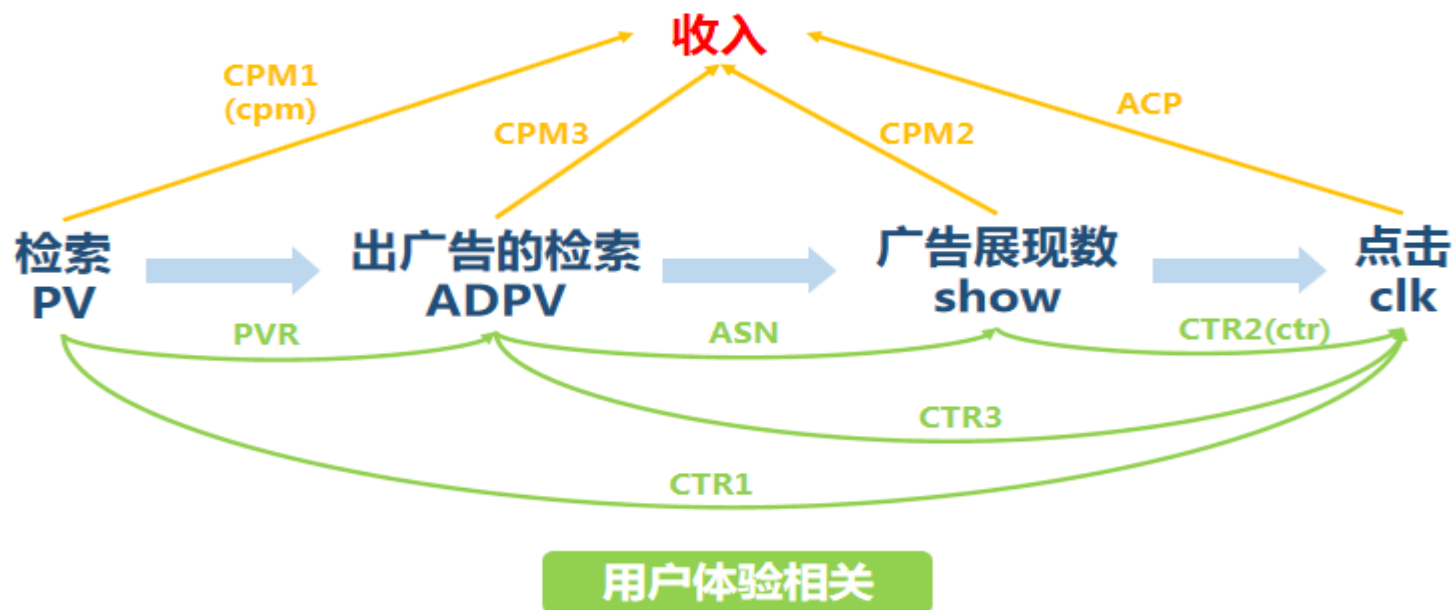 收入
CPM1
(cpm)
CPM3
CPM2
ACP
检索
PV
出广告的检索
ADPV
广告展现数
show
点击
clk
PVR
ASN
CTR2(ctr)
CTR3
CTR1
用户体验相关